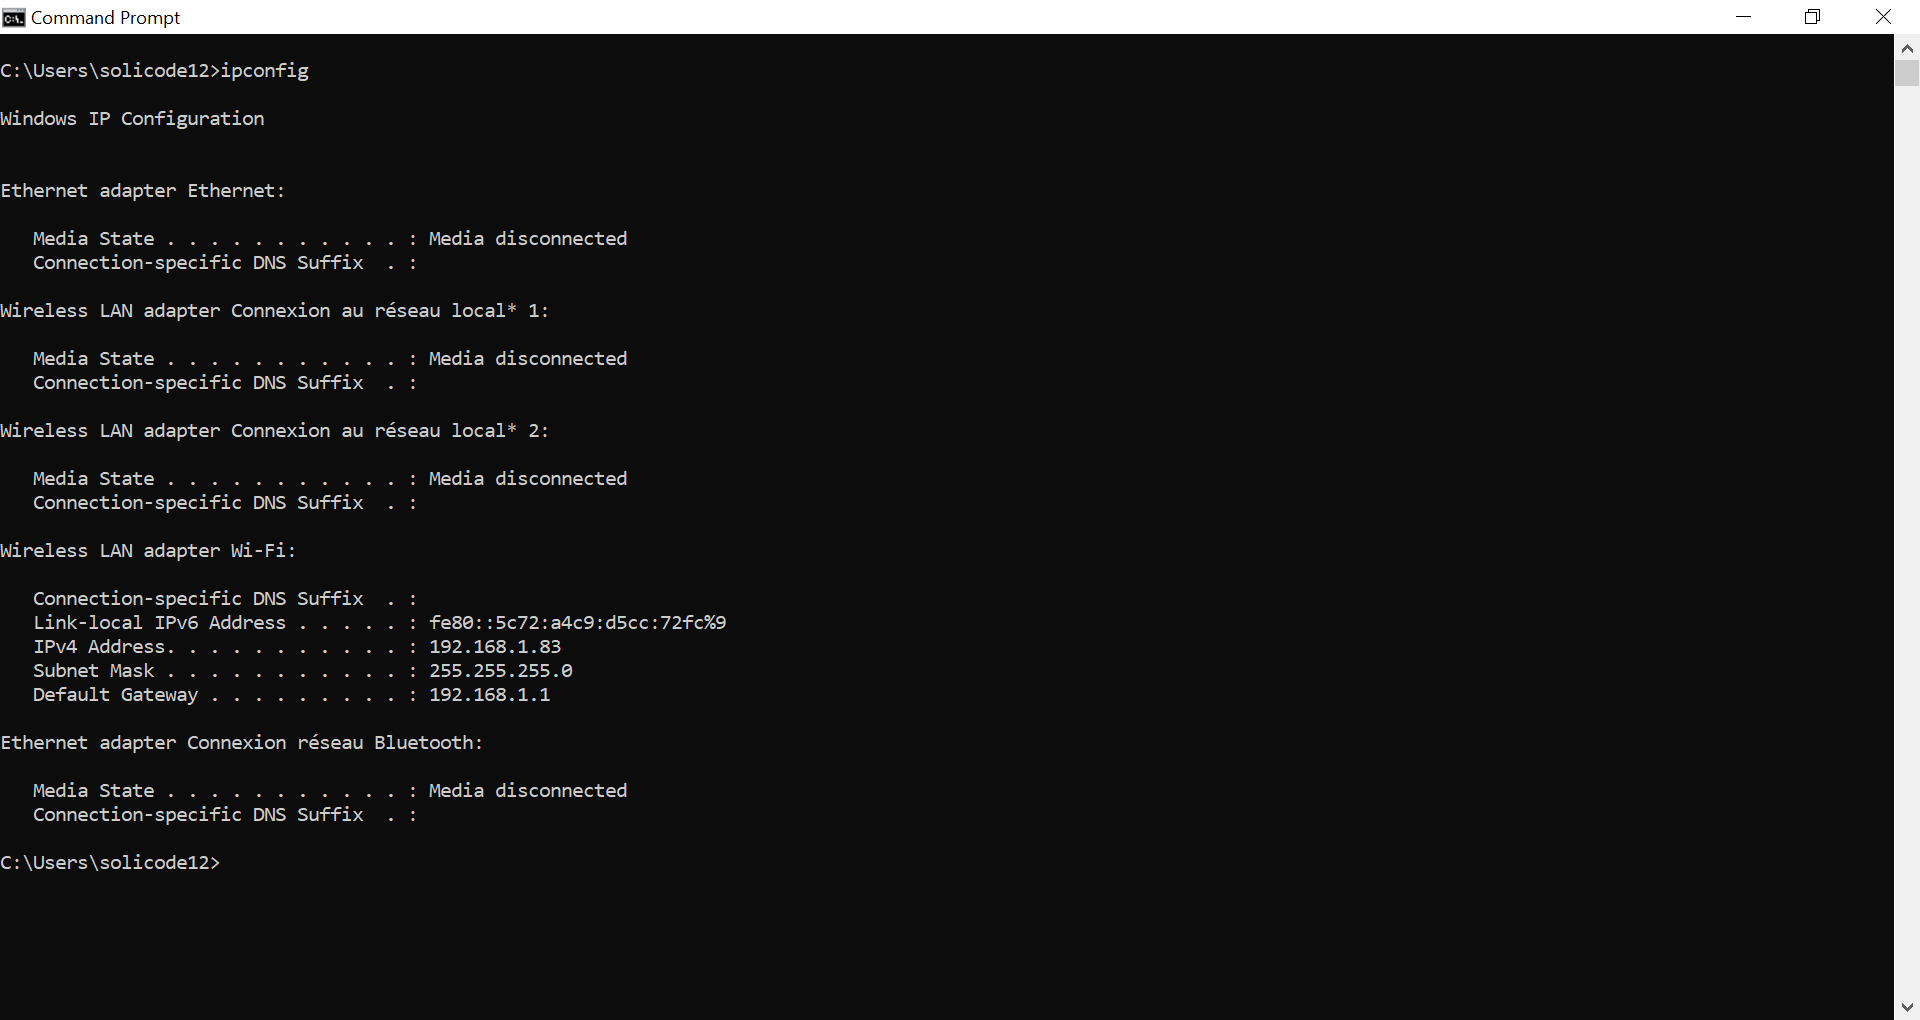 Command Prompt
C:\Users\solicode12>ipconfig
Windows IP Configuration
Ethernet adapter Ethernet:
   Media State . . . . . . . . . . . : Media disconnected
   Connection-specific DNS Suffix  . :
Wireless LAN adapter Connexion au réseau local* 1:
   Media State . . . . . . . . . . . : Media disconnected
   Connection-specific DNS Suffix  . :
Wireless LAN adapter Connexion au réseau local* 2:
   Media State . . . . . . . . . . . : Media disconnected
   Connection-specific DNS Suffix  . :
Wireless LAN adapter Wi-Fi:
   Connection-specific DNS Suffix  . :
   Link-local IPv6 Address . . . . . : fe80::5c72:a4c9:d5cc:72fc%9
   IPv4 Address. . . . . . . . . . . : 192.168.1.83
   Subnet Mask . . . . . . . . . . . : 255.255.255.0
   Default Gateway . . . . . . . . . : 192.168.1.1
Ethernet adapter Connexion réseau Bluetooth:
   Media State . . . . . . . . . . . : Media disconnected
   Connection-specific DNS Suffix  . :
C:\Users\solicode12>